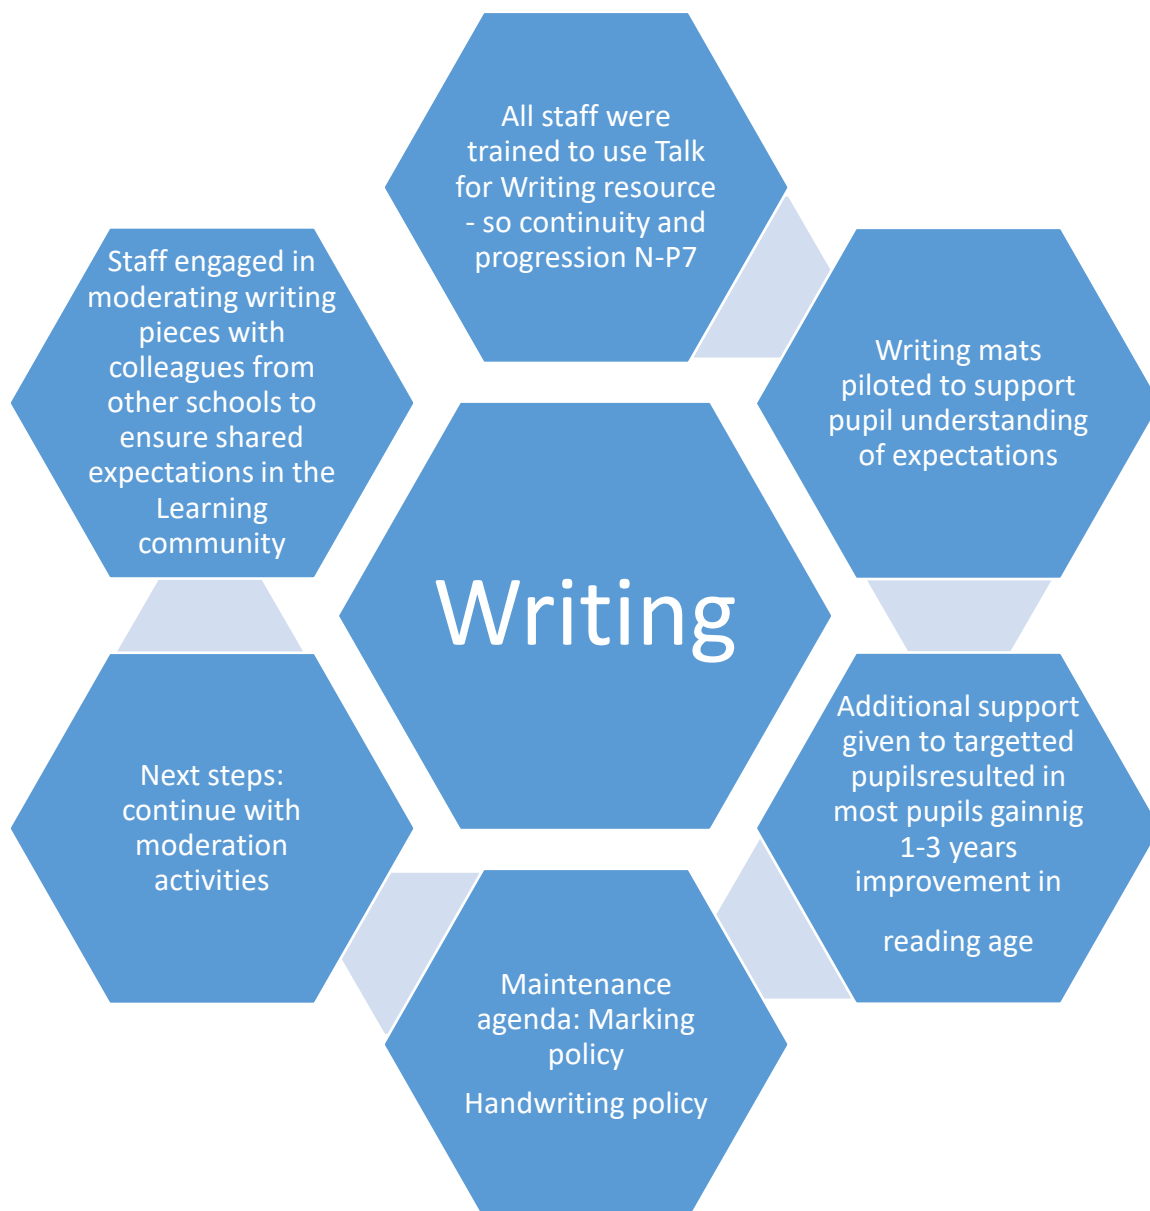 All staff were
trained to use Talk
for Writing resource
- so continuity and
progression N-P7
Writing mats
piloted to support
pupil understanding
of expectations
Additional support
given to targetted
pupilsresulted in
most pupils gainnig
1-3 years
improvement in
reading age
Maintenance
agenda: Marking
policy
Handwriting policy
Next steps:
continue with
moderation
activities
Staff engaged in
moderating writing
pieces with
colleagues from
other schools to
ensure shared
expectations in the
Learning
community
Writing